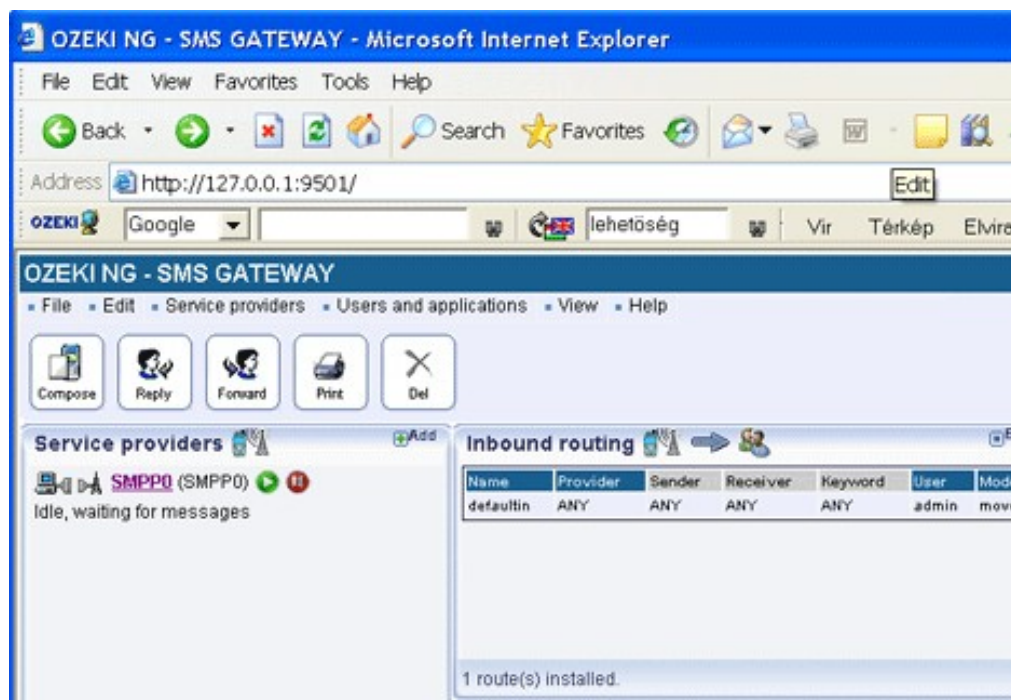 OZEKI NG - SMS GATEWAY - Microsoft Internet Explorer
File Edit View Favorites Tools Help
Back Search Favorites
Address http://127.0.0.1:9501/
Edit
OZEKI Google lehetöség Vir Térkép Elvira
OZEKI NG - SMS GATEWAY
File Edit Service providers Users and applications View Help
Compose Reply Forward Print Del
Service providers Add
SMPP0 (SMPP0)
Idle, waiting for messages
Inbound routing
Name Provider Sender Receiver Keyword User
defaultin ANY ANY ANY ANY admin
1 route(s) installed.